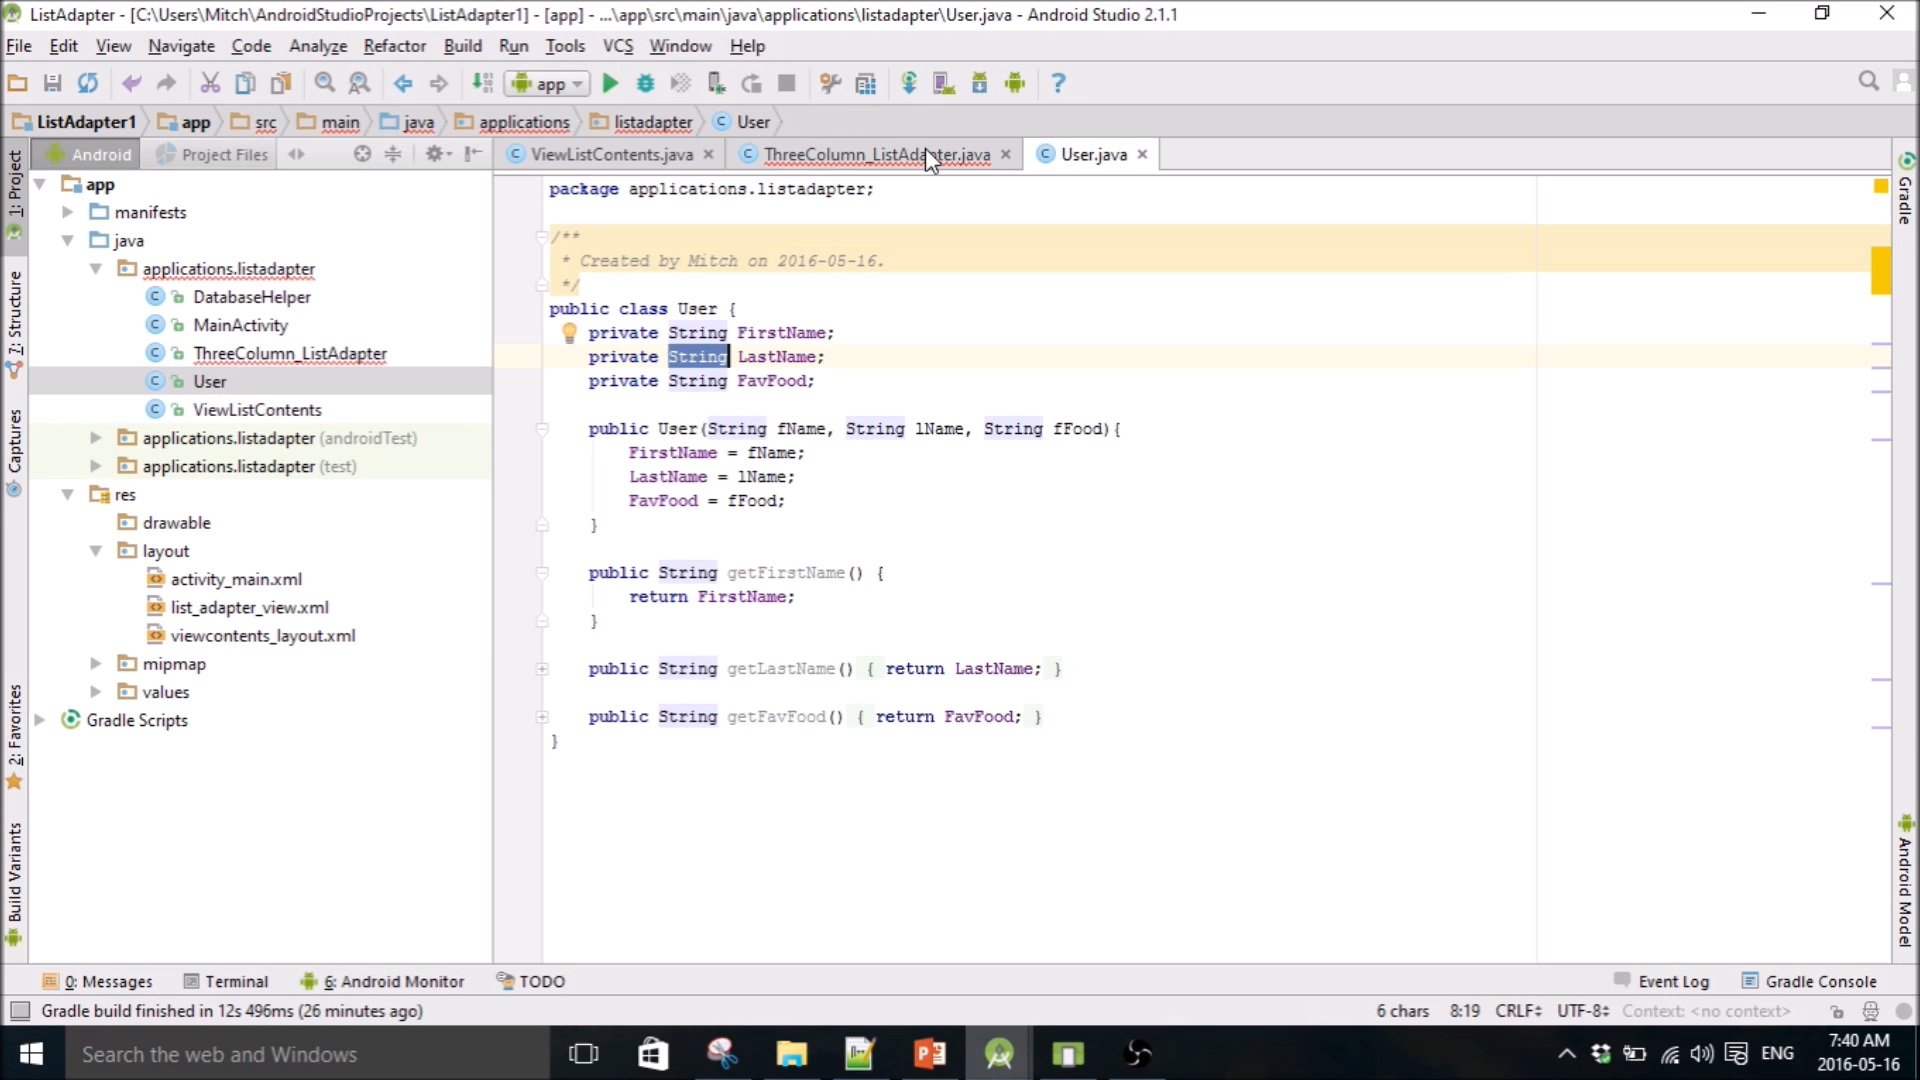 ListAdapter - [C:\Users\Mitch\AndroidStudioProjects\ListAdapter1] - [app] - ...\app\src\main\java\applications\listadapter\User.java - Android Studio 2.1.1
File Edit View Navigate Code Analyze Refactor Build Run Tools VCS Window Help
app
ListAdapter1 app src main java applications listadapter User
Android Project Files
ViewListContents.java ThreeColumn_ListAdapter.java User.java
1: Project
7: Structure
Captures
2: Favorites
Build Variants
app
manifests
java
applications.listadapter
DatabaseHelper
MainActivity
ThreeColumn_ListAdapter
User
ViewListContents
applications.listadapter (androidTest)
applications.listadapter (test)
res
drawable
layout
activity_main.xml
list_adapter_view.xml
viewcontents_layout.xml
mipmap
values
Gradle Scripts
package applications.listadapter;
/**
* Created by Mitch on 2016-05-16.
*/
public class User {
private String FirstName;
private String LastName;
private String FavFood;
public User(String fName, String lName, String fFood){
FirstName = fName;
LastName = lName;
FavFood = fFood;
}
public String getFirstName() {
return FirstName;
}
public String getLastName() { return LastName; }
public String getFavFood() { return FavFood; }
}
Gradle
Android Model
0: Messages Terminal 6: Android Monitor TODO Event Log Gradle Console
Gradle build finished in 12s 496ms (26 minutes ago) 6 chars 8:19 CRLF UTF-8 Context: <no context>
Search the web and Windows
ENG
7:40 AM
2016-05-16